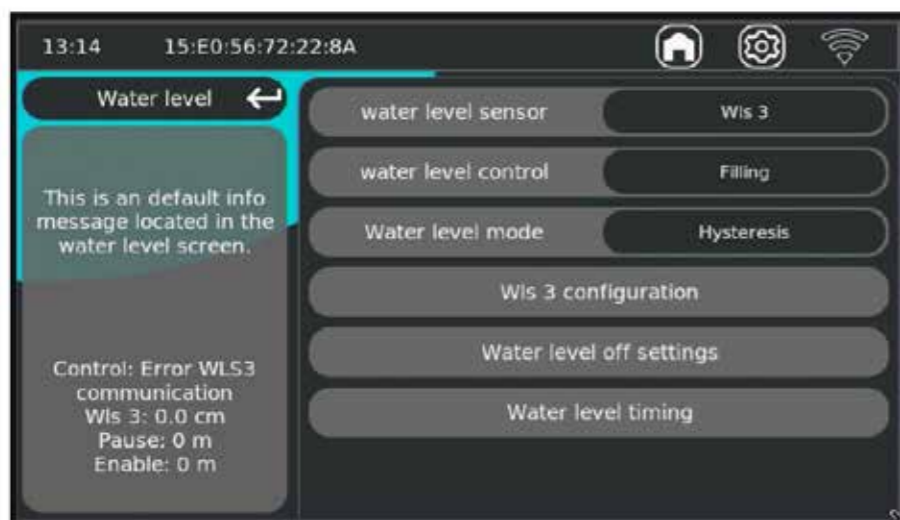 13:14 15:E0:56:72:22:8A
Water level
This is an default info
message located in the
water level screen.
Control: Error WLS3
communication
Wls 3: 0.0 cm
Pause: 0 m
Enable: 0 m
water level sensor Wls 3
water level control Filling
Water level mode Hysteresis
Wls 3 configuration
Water level off settings
Water level timing